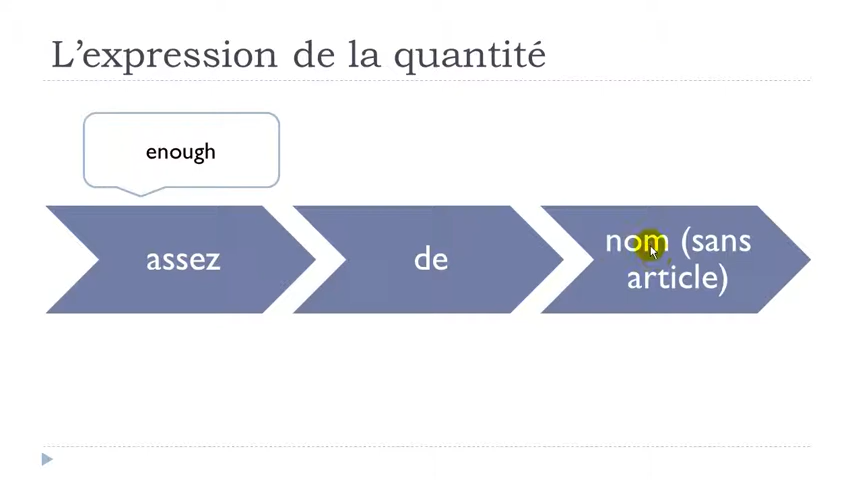 L'expression de la quantité
enough
assez
de
nom (sans
article)